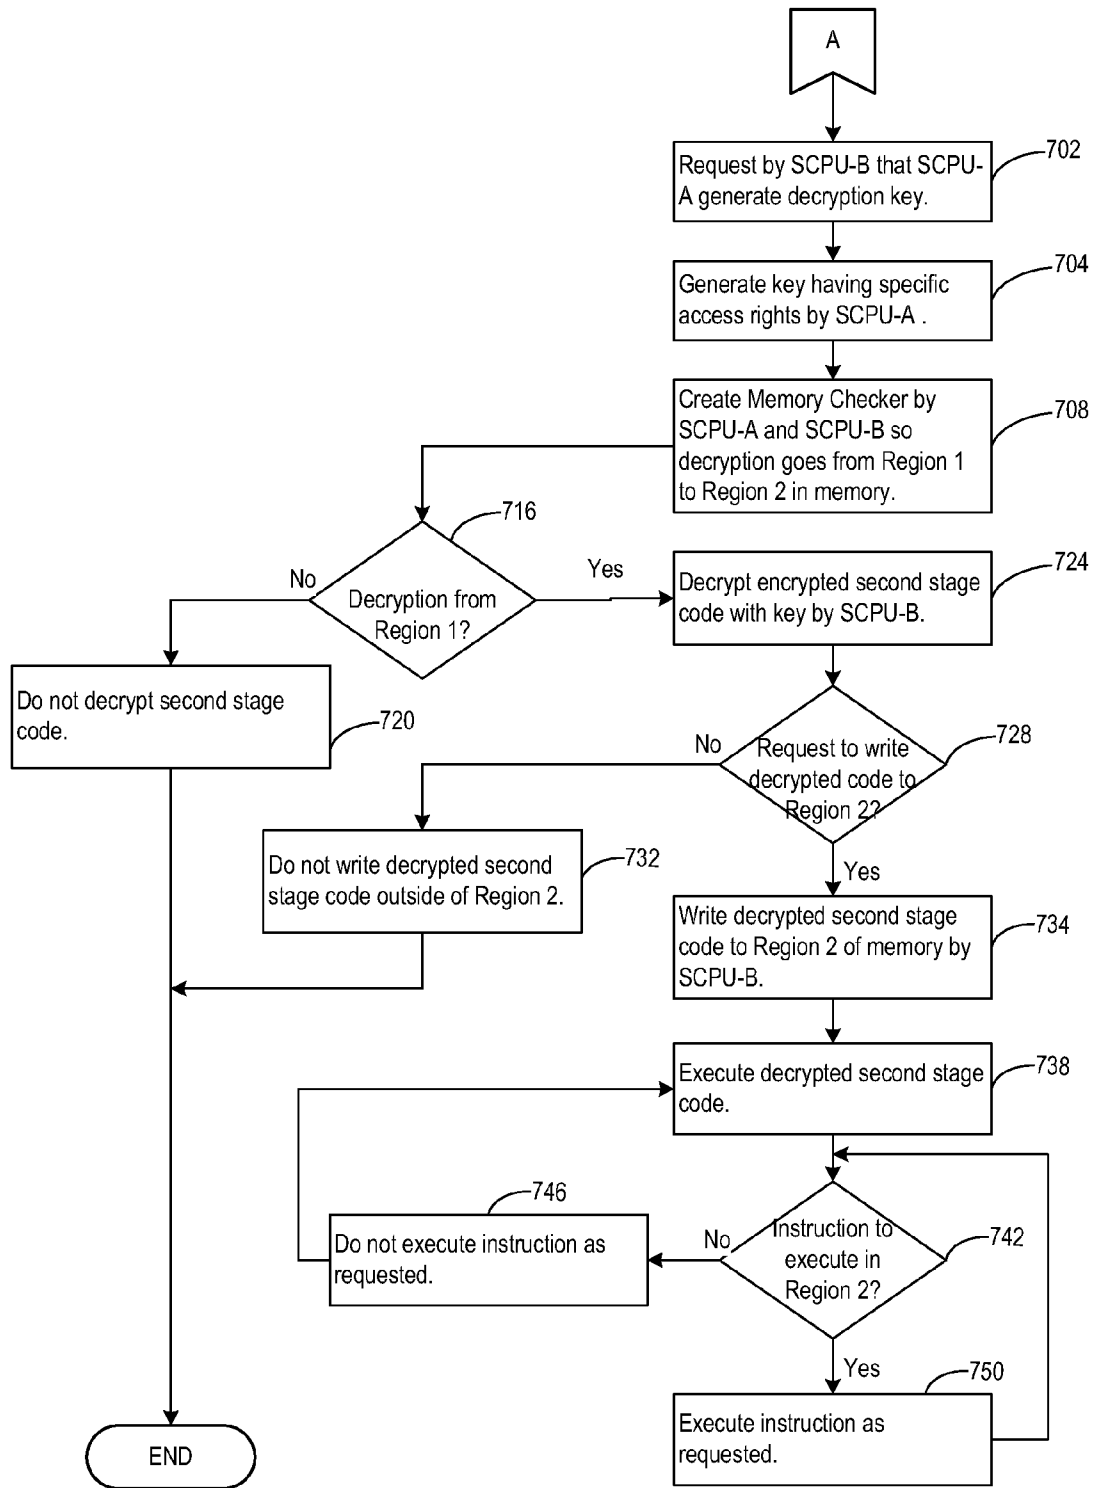 A
Request by SCPU-B that SCPU-
A generate decryption key.
702
Generate key having specific
access rights by SCPU-A .
704
Create Memory Checker by
SCPU-A and SCPU-B so
decryption goes from Region 1
to Region 2 in memory.
708
716
No
Yes
Decryption from
Region 1?
Decrypt encrypted second stage
code with key by SCPU-B.
724
Do not decrypt second stage
code.
720
No
Request to write
decrypted code to
Region 2?
728
Yes
Do not write decrypted second
stage code outside of Region 2.
732
Write decrypted second stage
code to Region 2 of memory by
SCPU-B.
734
Execute decrypted second stage
code.
738
746
Do not execute instruction as
requested.
No
Instruction to
execute in
Region 2?
742
Yes
750
Execute instruction as
requested.
END